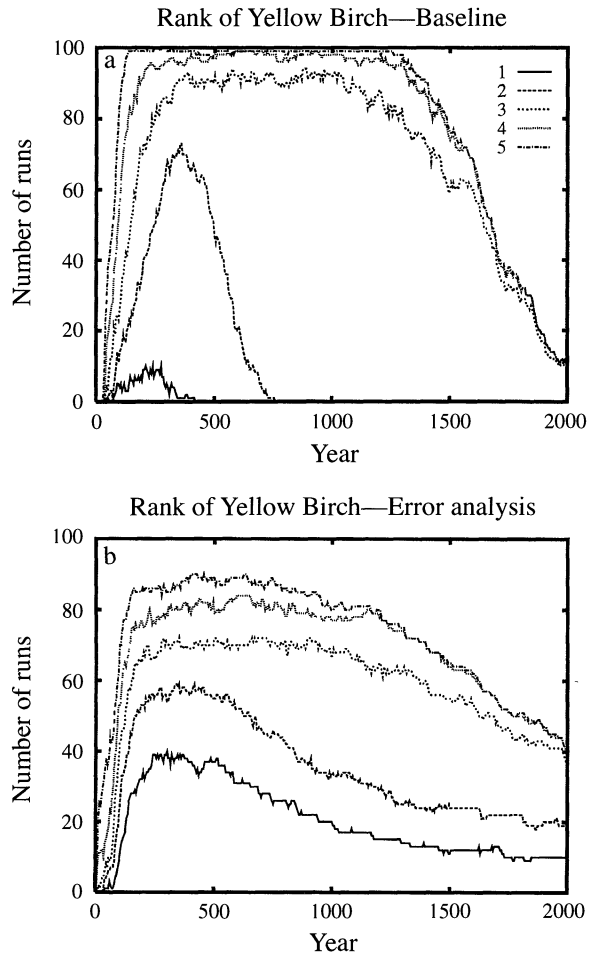 Rank of Yellow Birch—Baseline
a
100
80
60
40
20
0
Number of runs
1
2
3
4
5
0 500 1000 1500 2000
Year
Rank of Yellow Birch—Error analysis
b
100
80
60
40
20
0
Number of runs
0 500 1000 1500 2000
Year